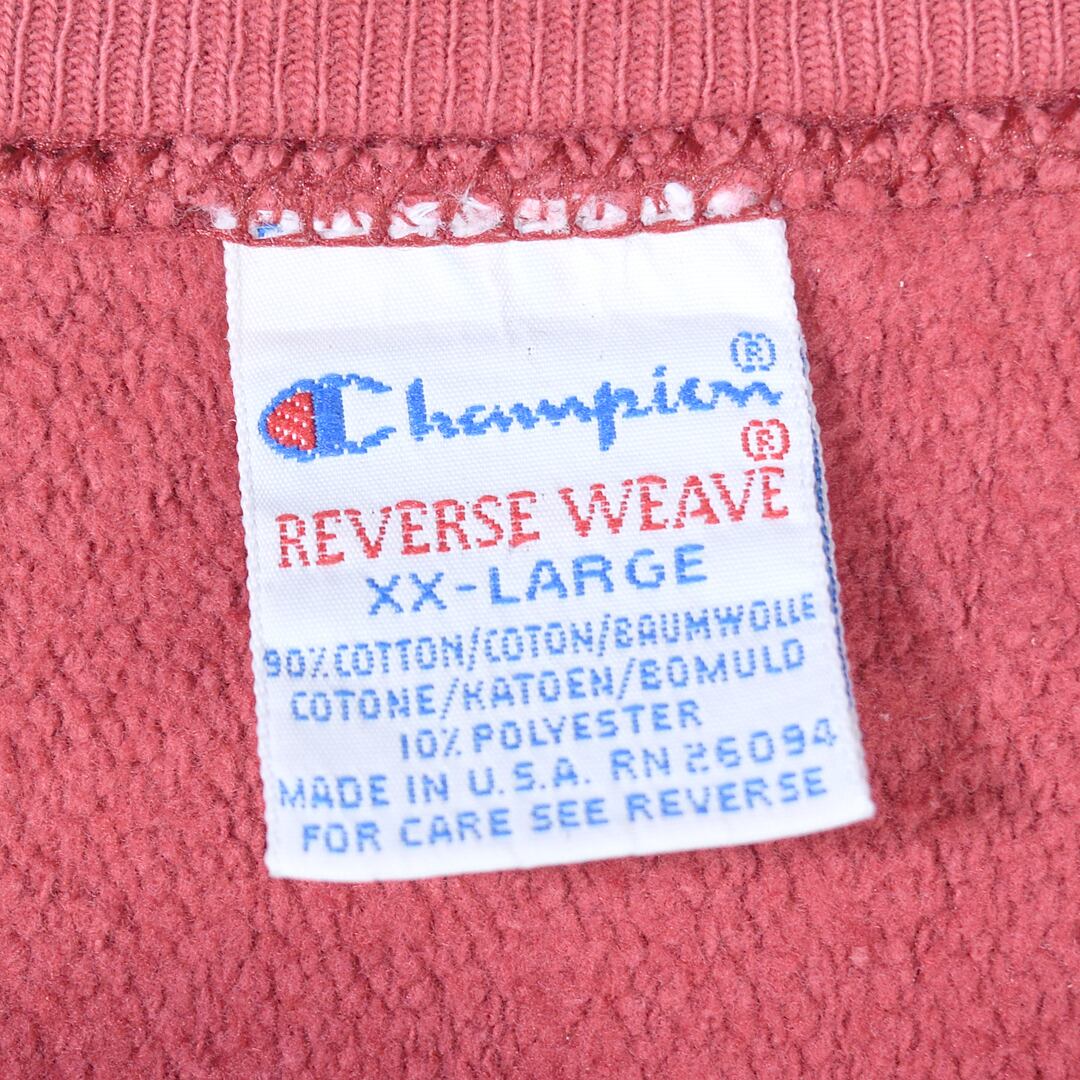 Champion®
REVERSE WEAVE®
XX-LARGE
90% COTTON/COTON/BAUMWOLLE
COTONE/KATOEN/BOMULD
10% POLYESTER
MADE IN U.S.A. RN 26094
FOR CARE SEE REVERSE